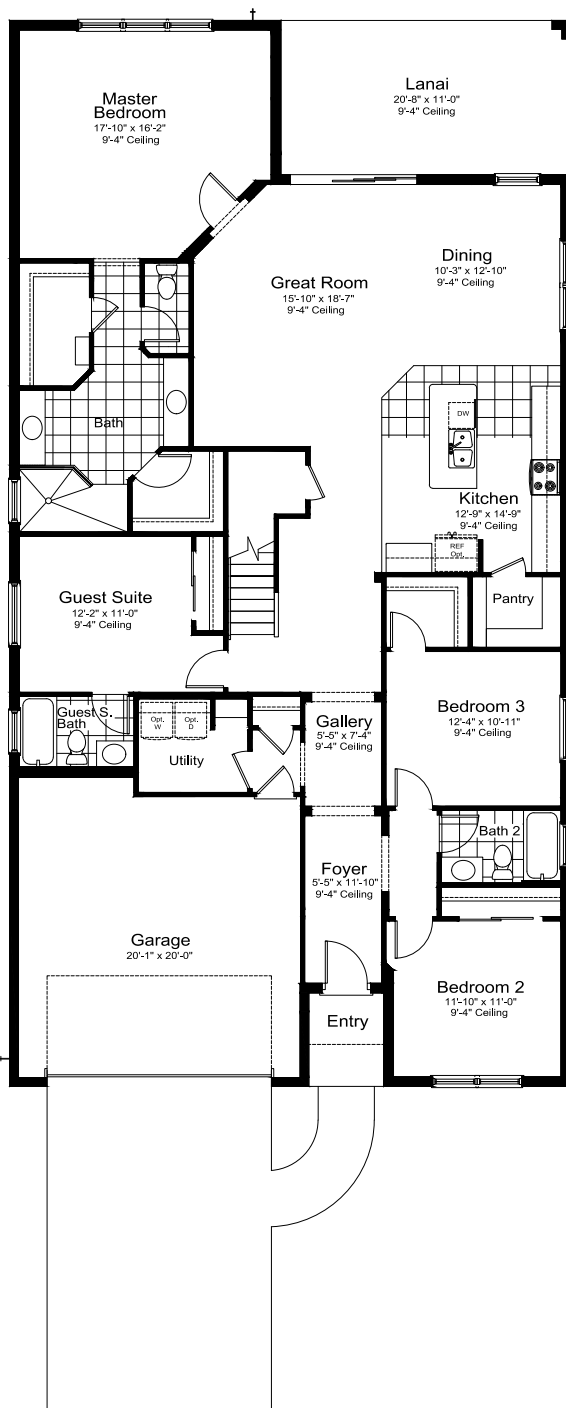 Lanai
20'-8" x 11'-0"
9'-4" Ceiling
Master
Bedroom
17'-10" x 16'-2"
9'-4" Ceiling
Dining
10'-3" x 12'-10"
9'-4" Ceiling
Great Room
15'-10" x 18'-7"
9'-4" Ceiling
DW
Bath
Kitchen
12'-9" x 14'-9"
9'-4" Ceiling
REF
Opt.
Pantry
Guest Suite
12'-2" x 11'-0"
9'-4" Ceiling
Bedroom 3
12'-4" x 10'-11"
9'-4" Ceiling
Guest S.
Bath
Opt.
W
Opt.
D
Utility
Gallery
5'-5" x 7'-4"
9'-4" Ceiling
Bath 2
Foyer
5'-5" x 11'-10"
9'-4" Ceiling
Garage
20'-1" x 20'-0"
Bedroom 2
11'-10" x 11'-0"
9'-4" Ceiling
Entry